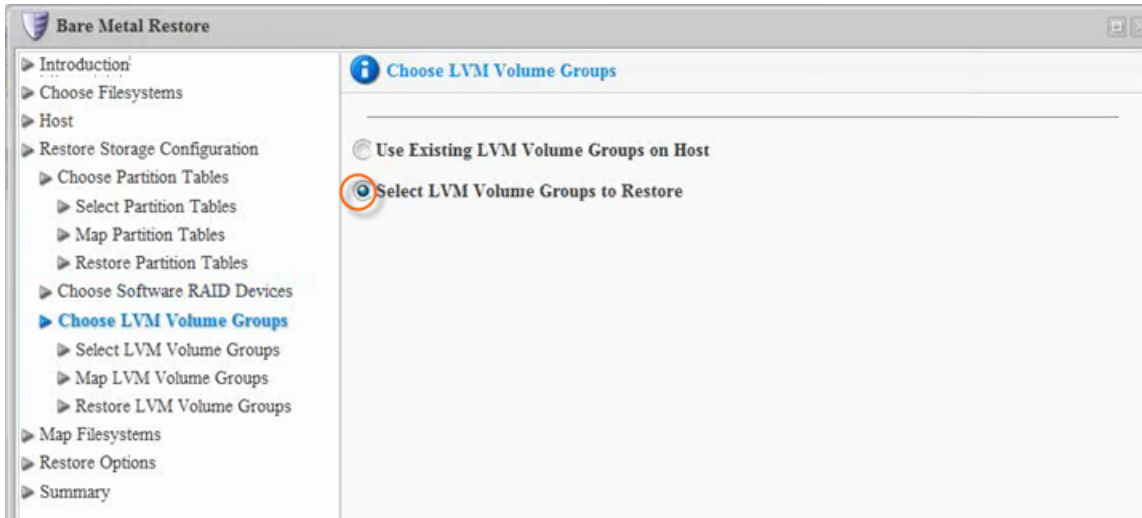 Bare Metal Restore
Introduction
Choose Filesystems
Host
Restore Storage Configuration
Choose Partition Tables
Select Partition Tables
Map Partition Tables
Restore Partition Tables
Choose Software RAID Devices
Choose LVM Volume Groups
Select LVM Volume Groups
Map LVM Volume Groups
Restore LVM Volume Groups
Map Filesystems
Restore Options
Summary
Choose LVM Volume Groups
Use Existing LVM Volume Groups on Host
Select LVM Volume Groups to Restore